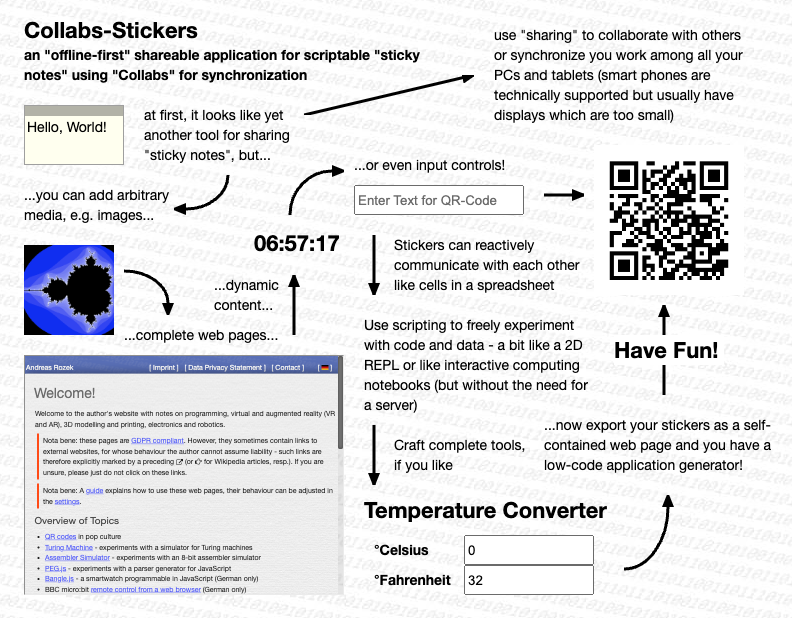 Collabs-Stickers
an "offline-first" shareable application for scriptable "sticky
notes" using "Collabs" for synchronization
use "sharing" to collaborate with others
or synchronize you work among all your
PCs and tablets (smart phones are
technically supported but usually have
displays which are too small)
Hello, World!
at first, it looks like yet
another tool for sharing
"sticky notes", but...
...you can add arbitrary
media, e.g. images...
...or even input controls!
Enter Text for QR-Code
06:57:17
...dynamic
content...
...complete web pages...
Stickers can reactively
communicate with each other
like cells in a spreadsheet
Use scripting to freely experiment
with code and data - a bit like a 2D
REPL or like interactive computing
notebooks (but without the need for
a server)
Have Fun!
Andreas Rozek [ Imprint ] [ Data Privacy Statement ] [ Contact ] [ ]
Welcome!
Welcome to the author's website with notes on programming, virtual and augmented reality (VR
and AR), 3D modelling and printing, electronics and robotics.
Nota bene: these pages are GDPR compliant. However, they sometimes contain links to
external websites, for whose behaviour the author cannot assume liability - such links are
therefore explicitly marked by a preceding (or for Wikipedia articles, resp.). If you are
unsure, please just do not click on these links.
Nota bene: A guide explains how to use these web pages, their behaviour can be adjusted in
the settings.
Overview of Topics
• QR codes in pop culture
• Turing Machine - experiments with a simulator for Turing machines
• Assembler Simulator - experiments with an 8-bit assembler simulator
• PEG.js - experiments with a parser generator for JavaScript
• Bangle.js - a smartwatch programmable in JavaScript (German only)
• BBC micro:bit remote control from a web browser (German only)
Craft complete tools,
if you like
...now export your stickers as a self-
contained web page and you have a
low-code application generator!
Temperature Converter
°Celsius 0
°Fahrenheit 32